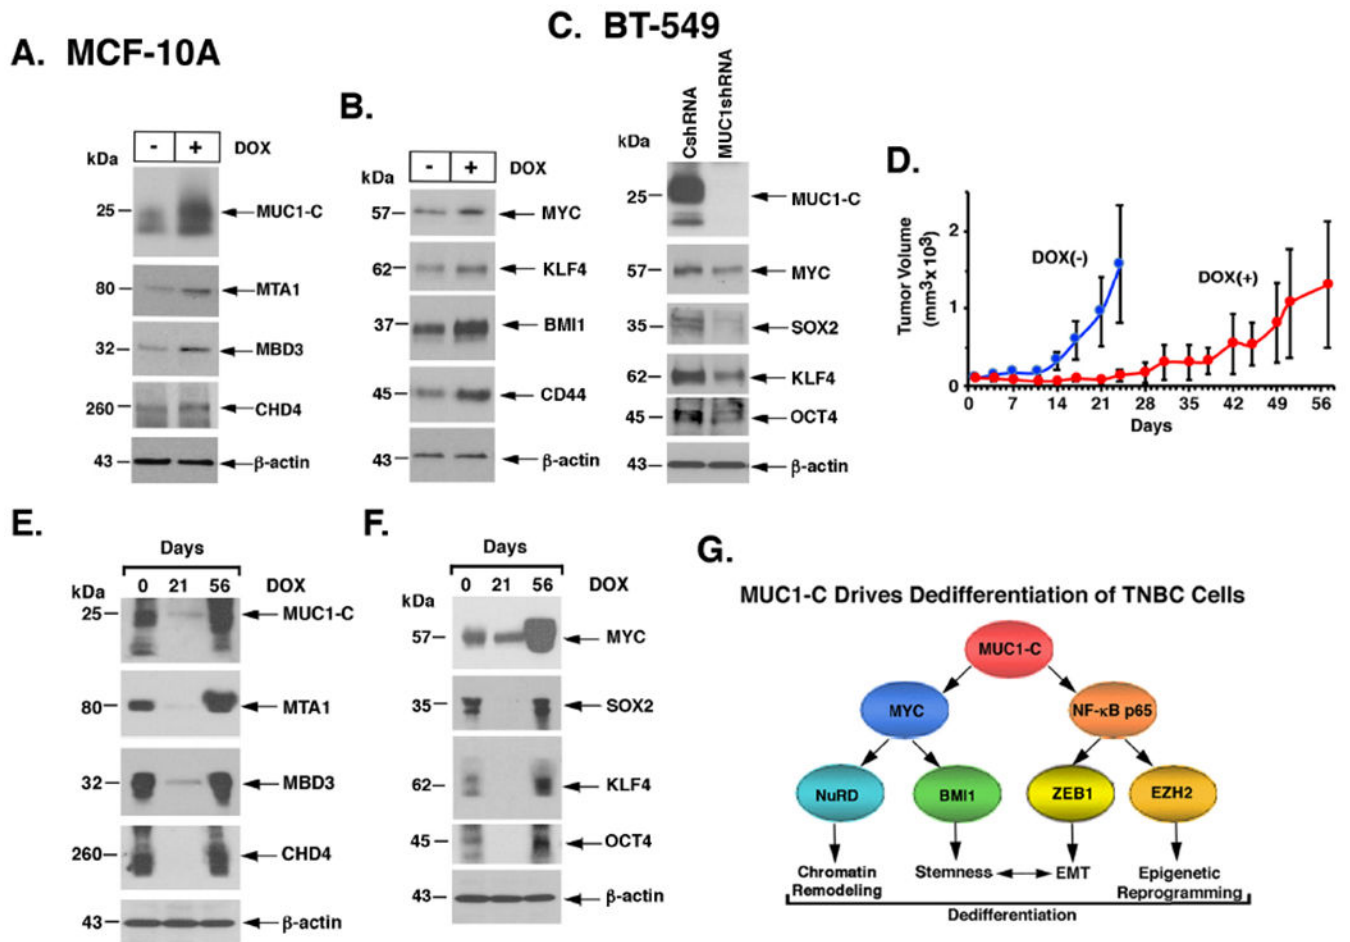 A. MCF-10A
- + DOX
kDa
25 MUC1-C
80 MTA1
32 MBD3
260 CHD4
43 β-actin
B.
- + DOX
kDa
57 MYC
62 KLF4
37 BMI1
45 CD44
43 β-actin
C. BT-549
CshRNA
MUC1shRNA
kDa
25 MUC1-C
57 MYC
35 SOX2
62 KLF4
45 OCT4
43 β-actin
D.
Tumor Volume
(mm3 x 10³)
2
1
0
DOX(-)
DOX(+)
0 7 14 21 28 35 42 49 56
Days
E.
Days
0 21 56 DOX
kDa
25 MUC1-C
80 MTA1
32 MBD3
260 CHD4
43 β-actin
F.
Days
0 21 56 DOX
kDa
57 MYC
35 SOX2
62 KLF4
45 OCT4
43 β-actin
G.
MUC1-C Drives Dedifferentiation of TNBC Cells
MUC1-C
MYC NF-κB p65
NuRD BMI1 ZEB1 EZH2
Chromatin
Remodeling
Stemness EMT
Epigenetic
Reprogramming
Dedifferentiation